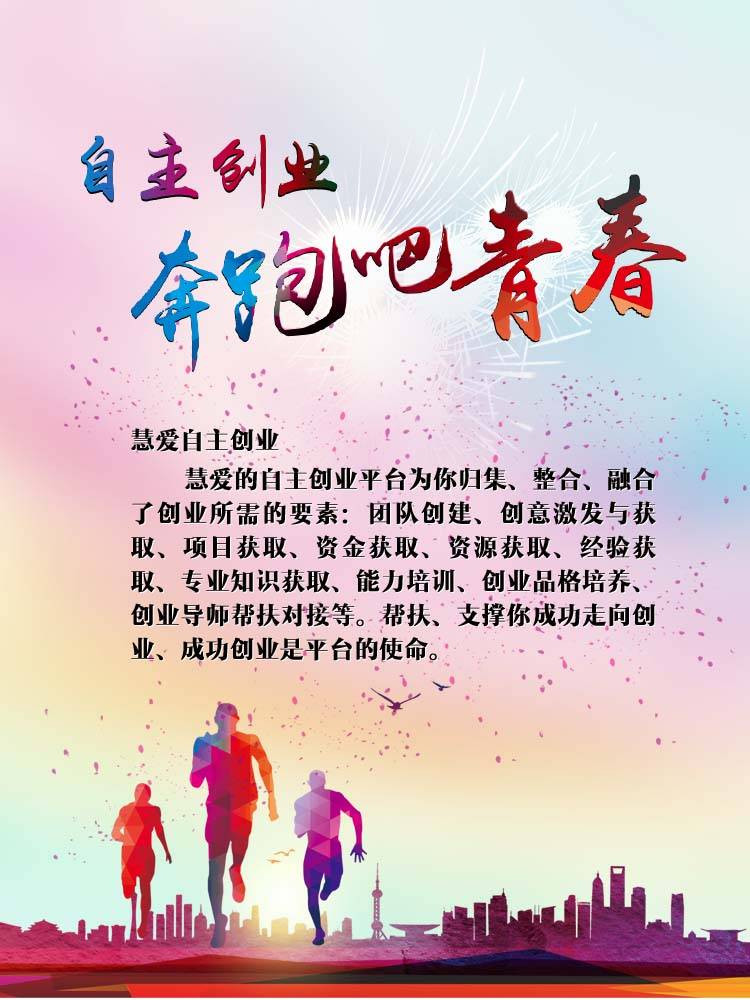 自主创业
奔跑吧青春
慧爱自主创业
慧爱的自主创业平台为你归集、整合、融合
了创业所需的要素：团队创建、创意激发与获
取、项目获取、资金获取、资源获取、经验获
取、专业知识获取、能力培训、创业品格培养、
创业导师帮扶对接等。帮扶、支撑你成功走向创
业、成功创业是平台的使命。